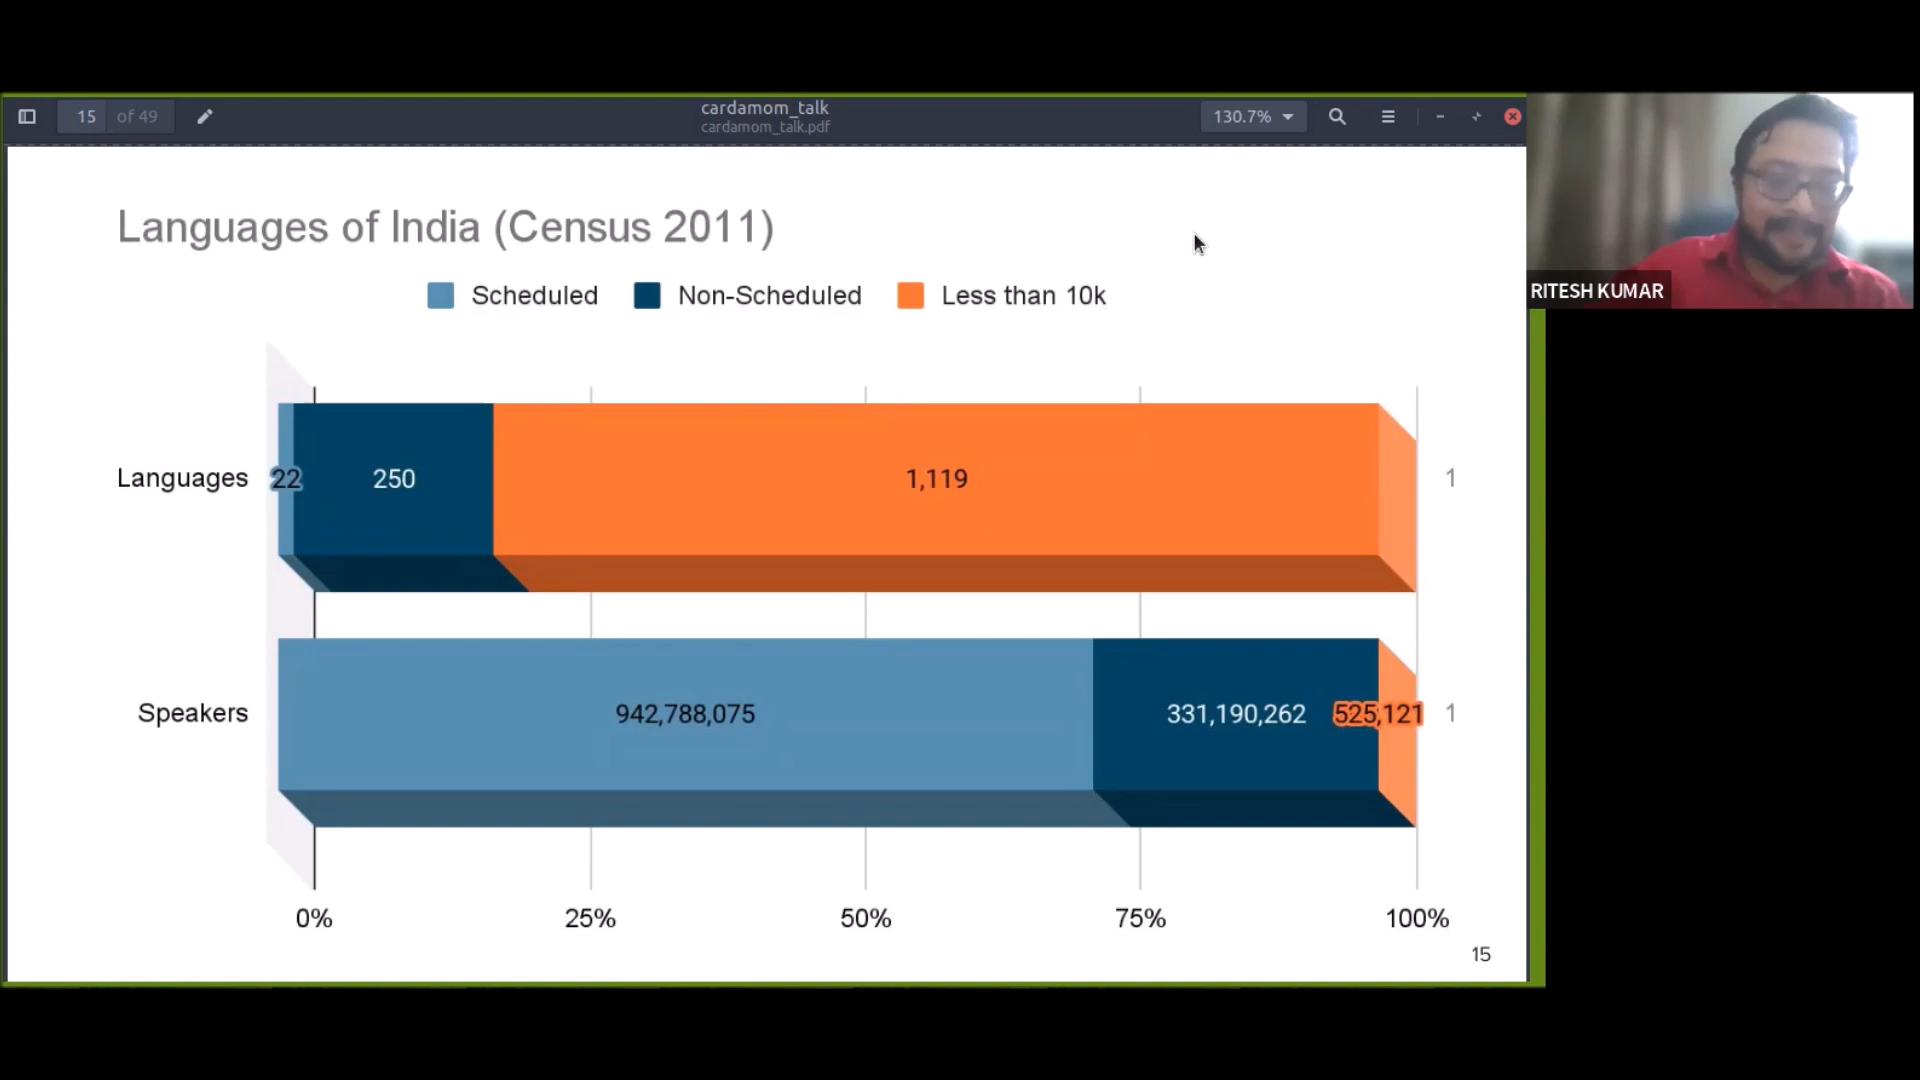 15 of 49
cardamom_talk
cardamom_talk.pdf
130.7%
Languages of India (Census 2011)
Scheduled Non-Scheduled Less than 10k
Languages 22 250 1,119 1
Speakers 942,788,075 331,190,262 525,121 1
0% 25% 50% 75% 100%
15
RITESH KUMAR